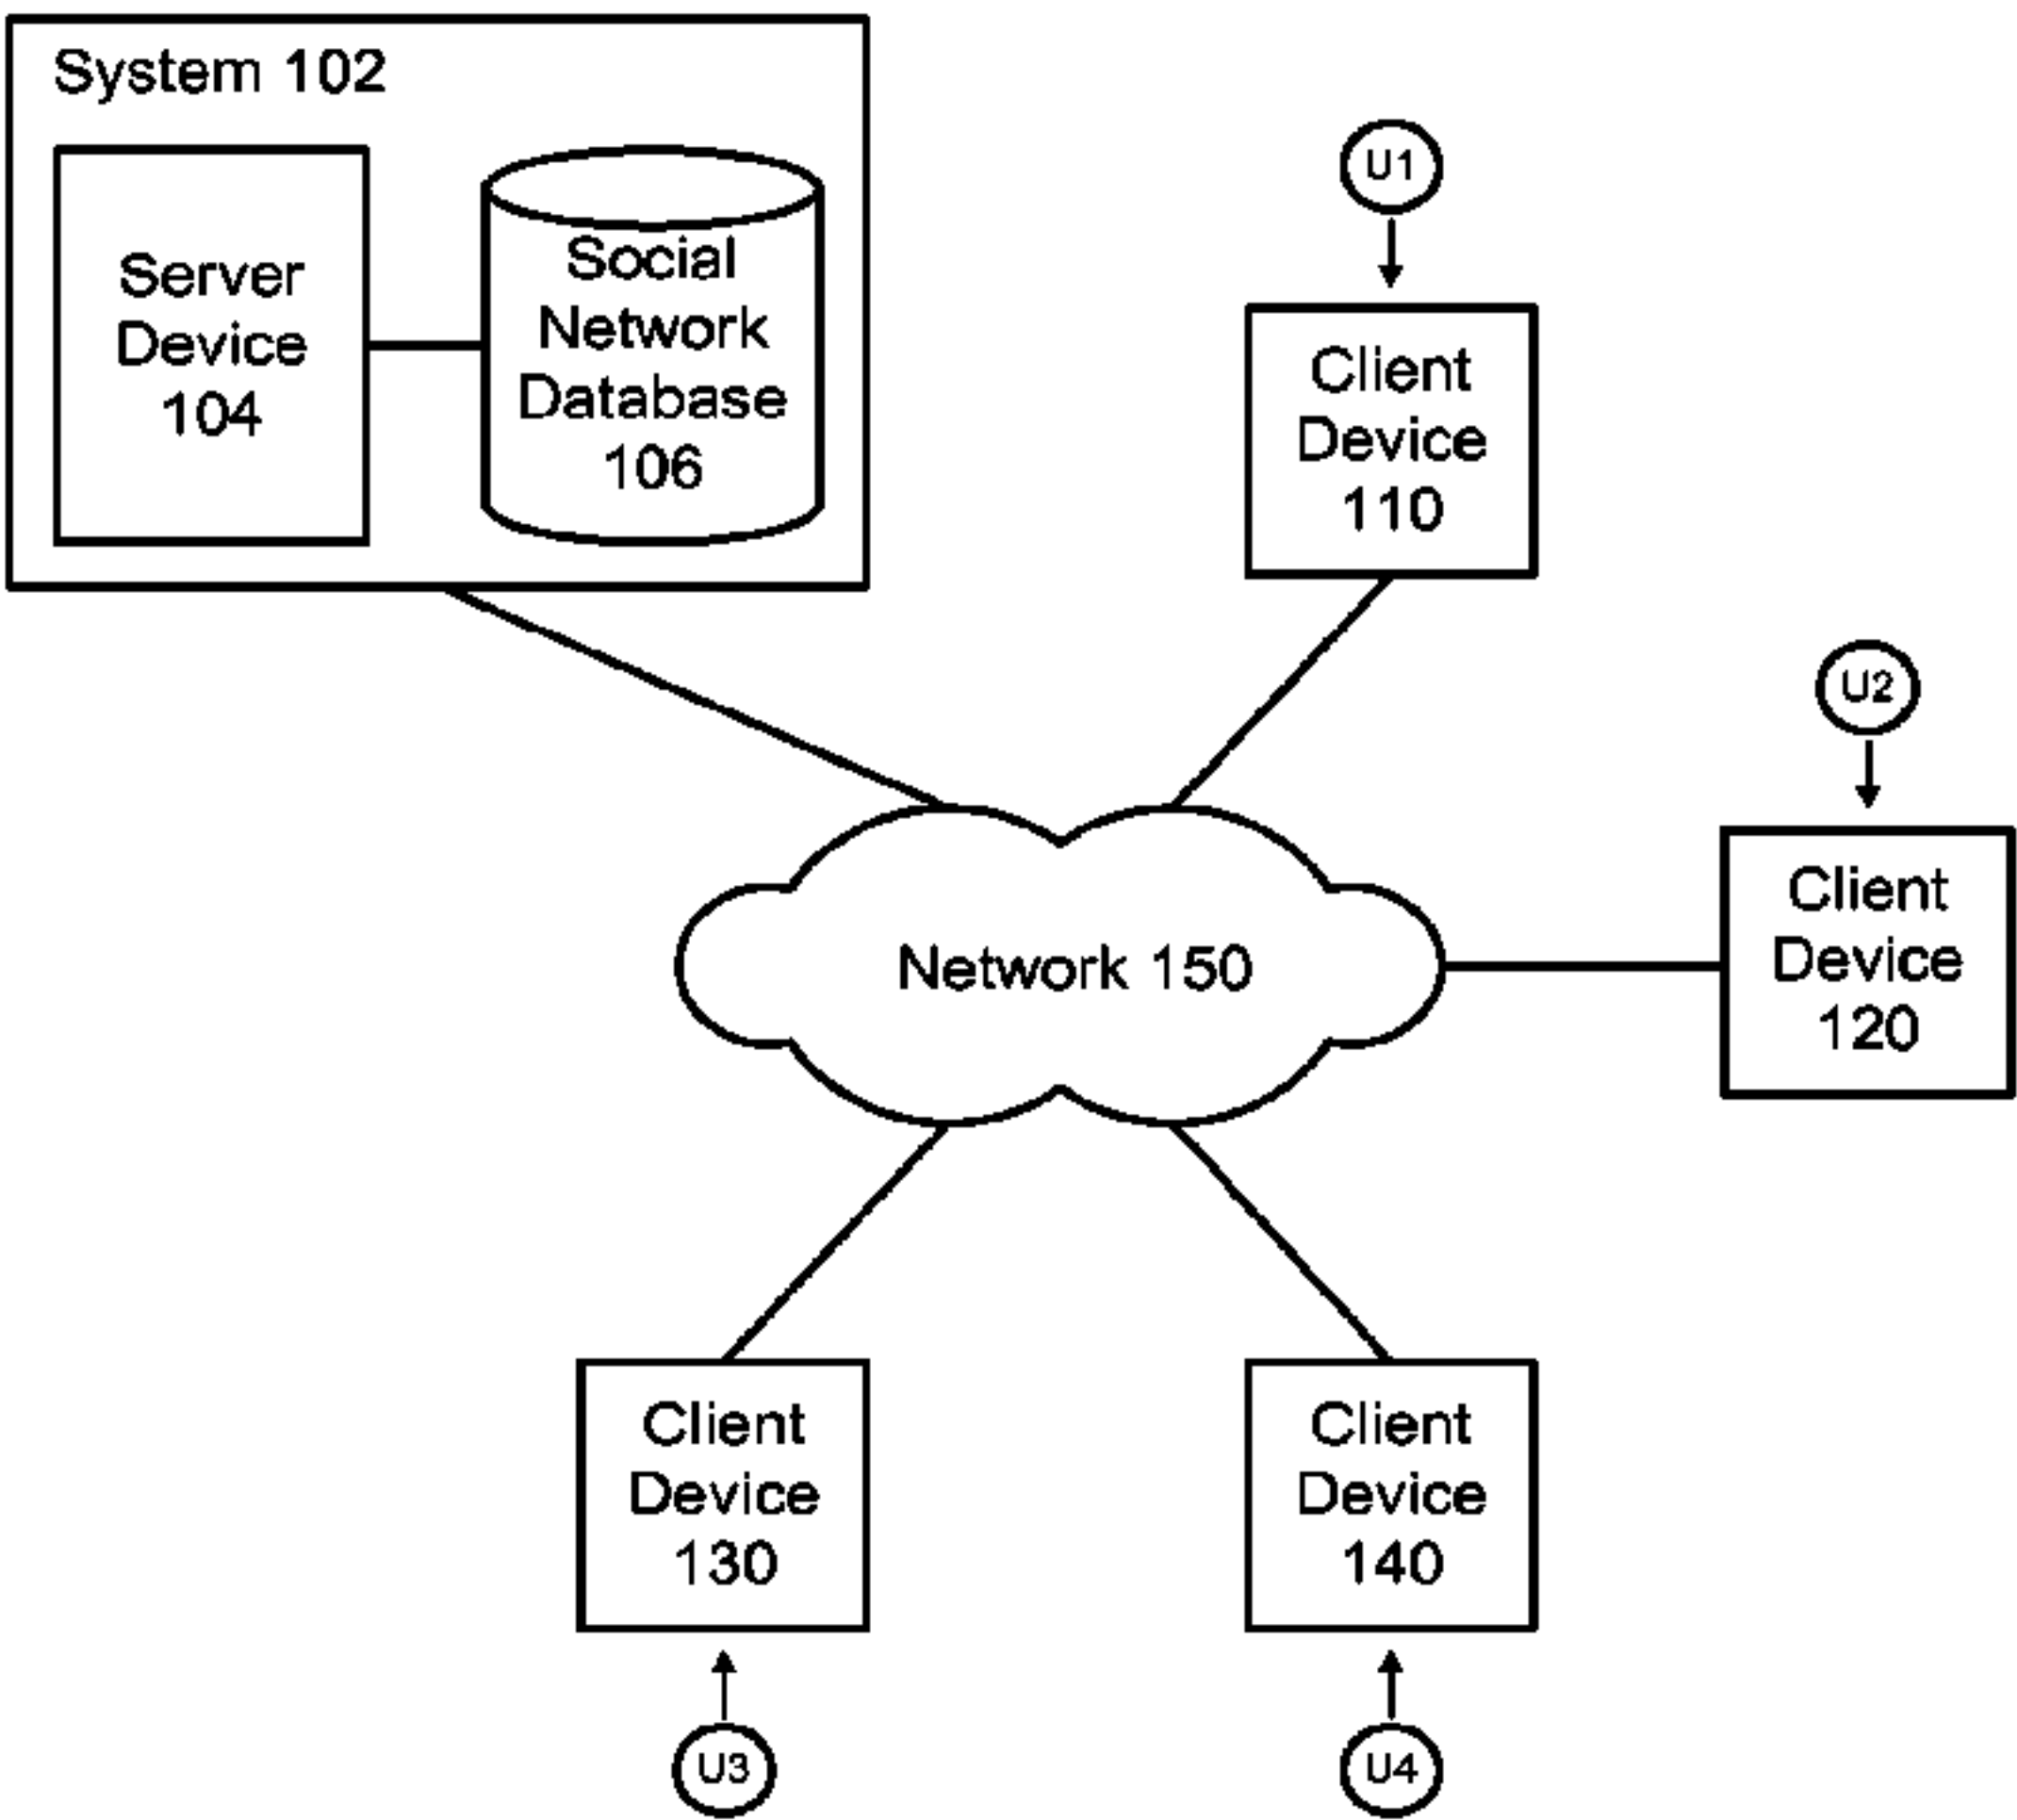 System 102
Server
Device
104
Social
Network
Database
106
U1
Client
Device
110
U2
Client
Device
120
Network 150
Client
Device
130
Client
Device
140
U3
U4